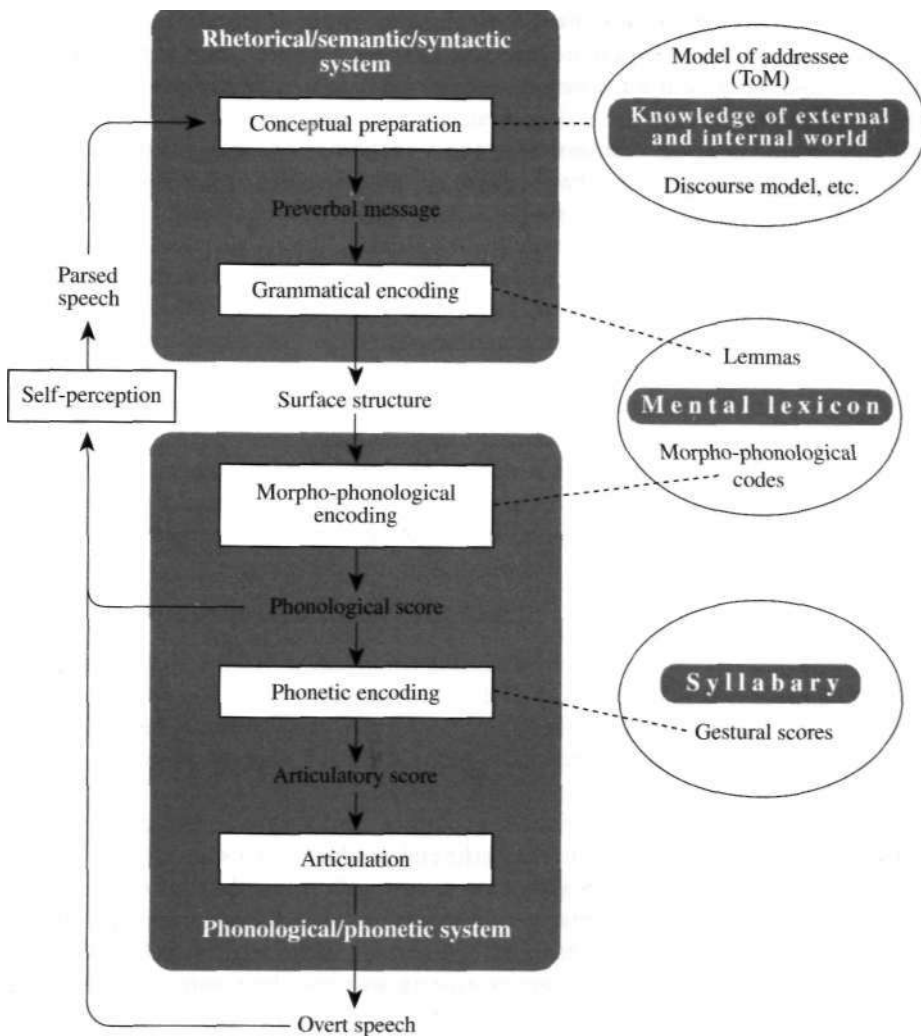 Rhetorical/semantic/syntactic
system
Conceptual preparation
Preverbal message
Grammatical encoding
Surface structure
Morpho-phonological
encoding
Phonological score
Phonetic encoding
Articulatory score
Articulation
Phonological/phonetic system
Overt speech
Parsed
speech
Self-perception
Model of addressee
(ToM)
Knowledge of external
and internal world
Discourse model, etc.
Lemmas
Mental lexicon
Morpho-phonological
codes
Syllabary
Gestural scores